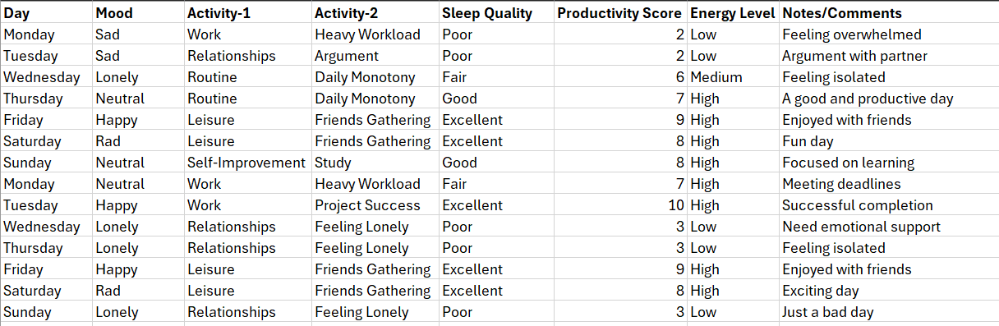 Day Mood Activity-1 Activity-2 Sleep Quality Productivity Score Energy Level Notes/Comments
Monday Sad Work Heavy Workload Poor 2 Low Feeling overwhelmed
Tuesday Sad Relationships Argument Poor 2 Low Argument with partner
Wednesday Lonely Routine Daily Monotony Fair 6 Medium Feeling isolated
Thursday Neutral Routine Daily Monotony Good 7 High A good and productive day
Friday Happy Leisure Friends Gathering Excellent 9 High Enjoyed with friends
Saturday Rad Leisure Friends Gathering Excellent 8 High Fun day
Sunday Neutral Self-Improvement Study Good 8 High Focused on learning
Monday Neutral Work Heavy Workload Fair 7 High Meeting deadlines
Tuesday Happy Work Project Success Excellent 10 High Successful completion
Wednesday Lonely Relationships Feeling Lonely Poor 3 Low Need emotional support
Thursday Lonely Relationships Feeling Lonely Poor 3 Low Feeling isolated
Friday Happy Leisure Friends Gathering Excellent 9 High Enjoyed with friends
Saturday Rad Leisure Friends Gathering Excellent 8 High Exciting day
Sunday Lonely Relationships Feeling Lonely Poor 3 Low Just a bad day